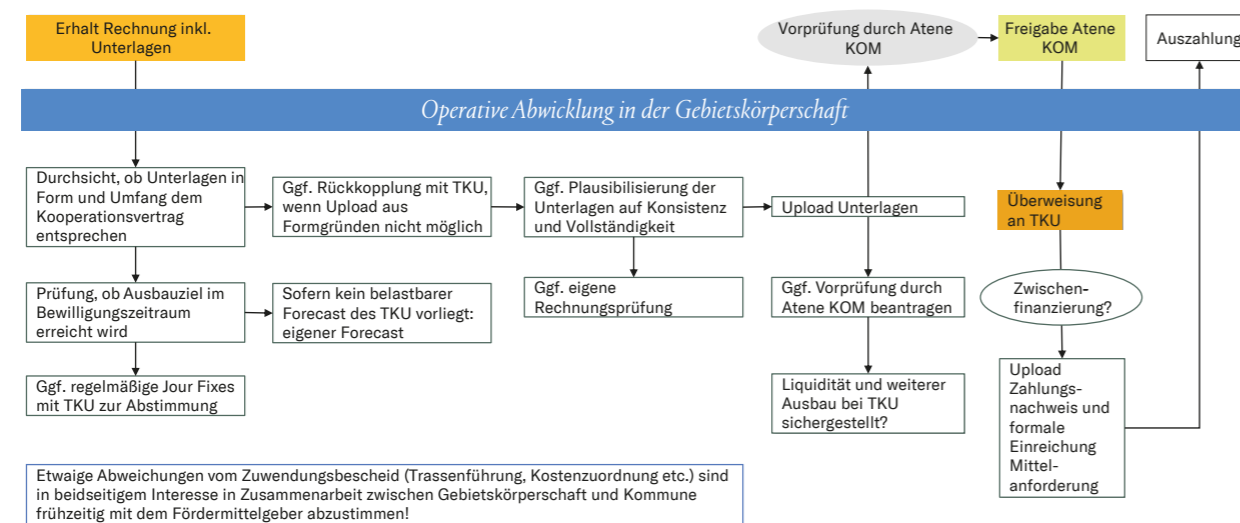 Erhalt Rechnung inkl.
Unterlagen
Vorprüfung durch Atene
KOM
Freigabe Atene
KOM
Auszahlung
Operative Abwicklung in der Gebietskörperschaft
Durchsicht, ob Unterlagen in
Form und Umfang dem
Kooperationsvertrag
entsprechen
Ggf. Rückkopplung mit TKU,
wenn Upload aus
Formgründen nicht möglich
Ggf. Plausibilisierung der
Unterlagen auf Konsistenz
und Vollständigkeit
Upload Unterlagen
Überweisung
an TKU
Prüfung, ob Ausbauziel im
Bewilligungszeitraum
erreicht wird
Sofern kein belastbarer
Forecast des TKU vorliegt:
eigener Forecast
Ggf. eigene
Rechnungsprüfung
Ggf. Vorprüfung durch
Atene KOM beantragen
Zwischen-
finanzierung?
Ggf. regelmäßige Jour Fixes
mit TKU zur Abstimmung
Liquidität und weiterer
Ausbau bei TKU
sichergestellt?
Upload
Zahlungs-
nachweis und
formale
Einreichung
Mittel-
anforderung
Etwaige Abweichungen vom Zuwendungsbescheid (Trassenführung, Kostenzuordnung etc.) sind
in beidseitigem Interesse in Zusammenarbeit zwischen Gebietskörperschaft und Kommune
frühzeitig mit dem Fördermittelgeber abzustimmen!